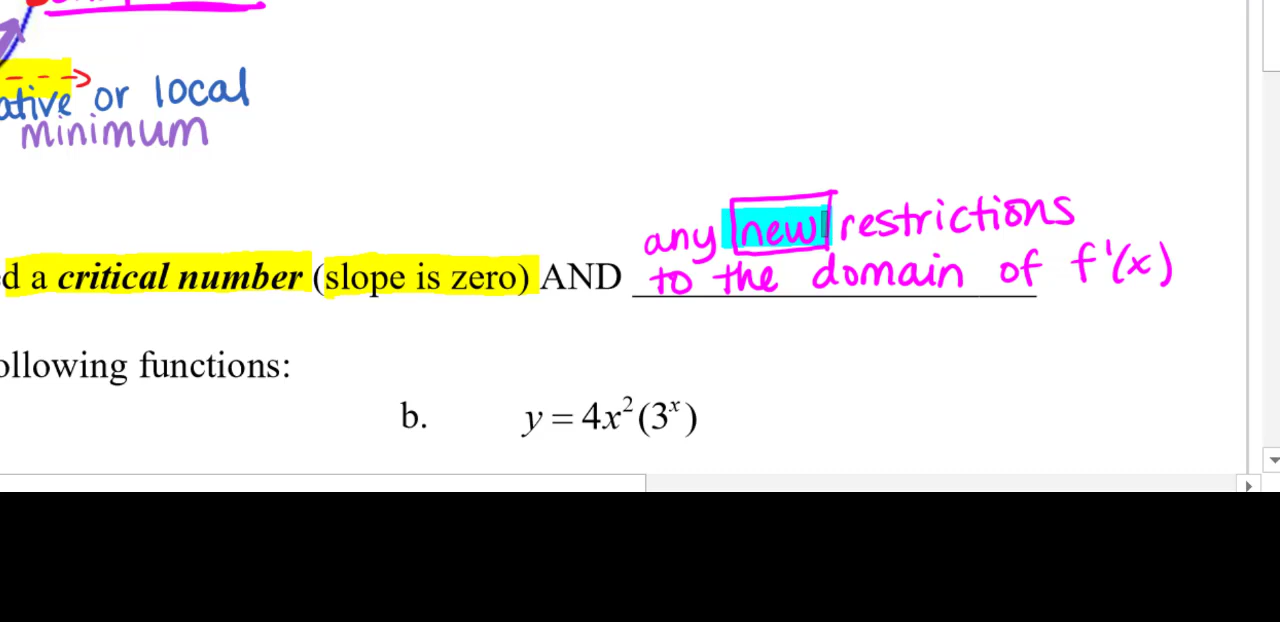 ative or local
minimum
any new restrictions
d a critical number (slope is zero) AND to the domain of f'(x)
ollowing functions:
b. y = 4x²(3ˣ)